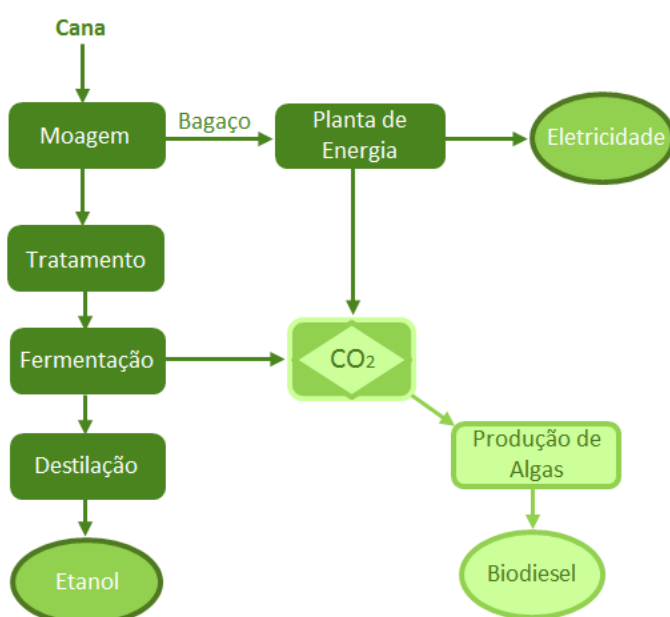 Cana
Moagem
Bagaço
Planta de
Energia
Eletricidade
Tratamento
Fermentação
CO₂
Produção de
Algas
Destilação
Etanol
Biodiesel